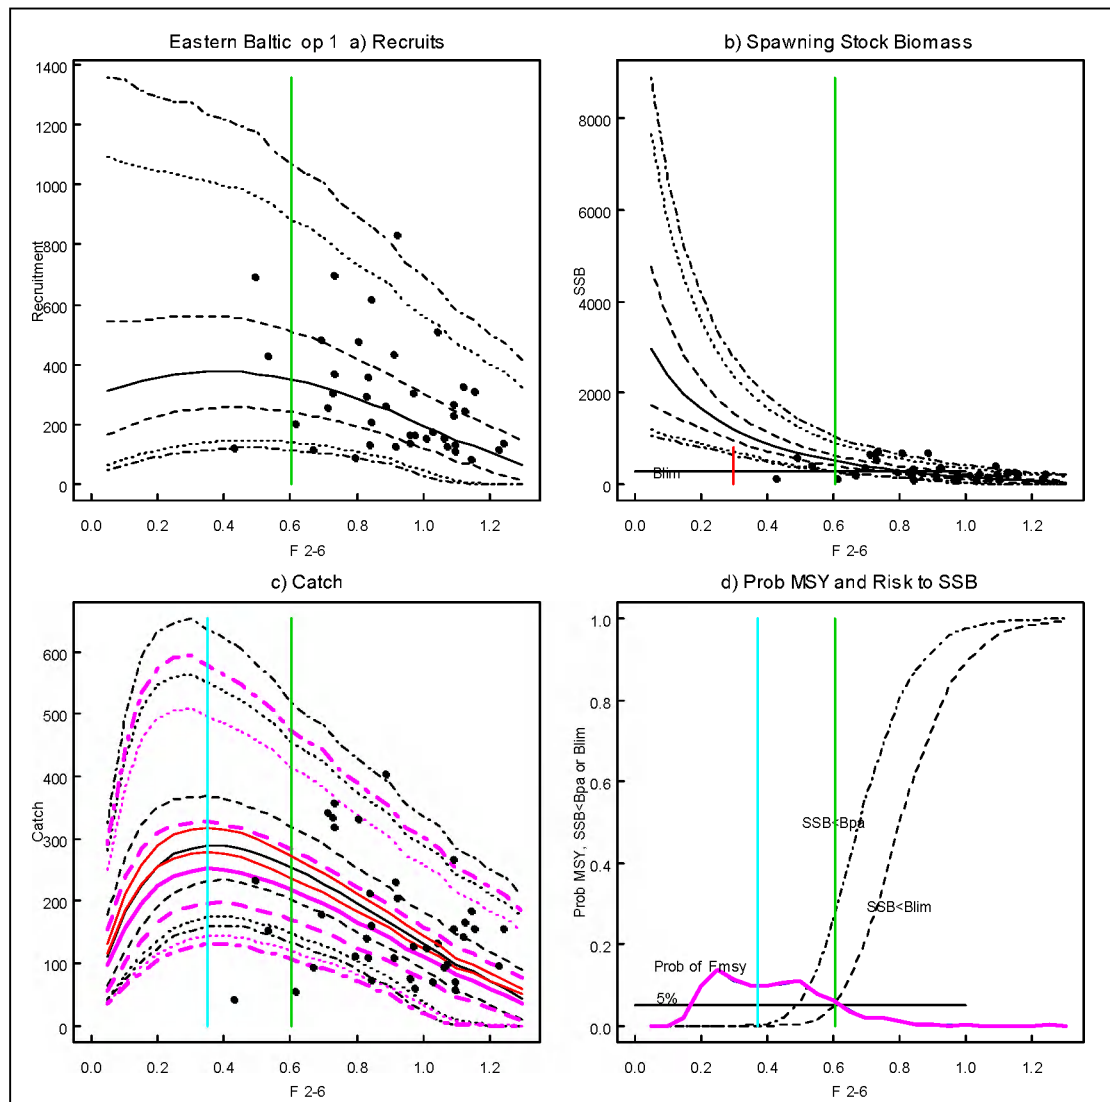 Eastern Baltic op 1 a) Recruits
1400
1200
1000
800
600
400
200
0
Recruitment
0.0 0.2 0.4 0.6 0.8 1.0 1.2
F 2-6
b) Spawning Stock Biomass
8000
6000
4000
2000
0
SSB
Blim
0.0 0.2 0.4 0.6 0.8 1.0 1.2
F 2-6
c) Catch
600
500
400
300
200
100
0
Catch
0.0 0.2 0.4 0.6 0.8 1.0 1.2
F 2-6
d) Prob MSY and Risk to SSB
1.0
0.8
0.6
0.4
0.2
0.0
Prob MSY, SSB<Bpa or Blim
SSB<Bpa
SSB<Blim
Prob of Fmsy
5%
0.0 0.2 0.4 0.6 0.8 1.0 1.2
F 2-6